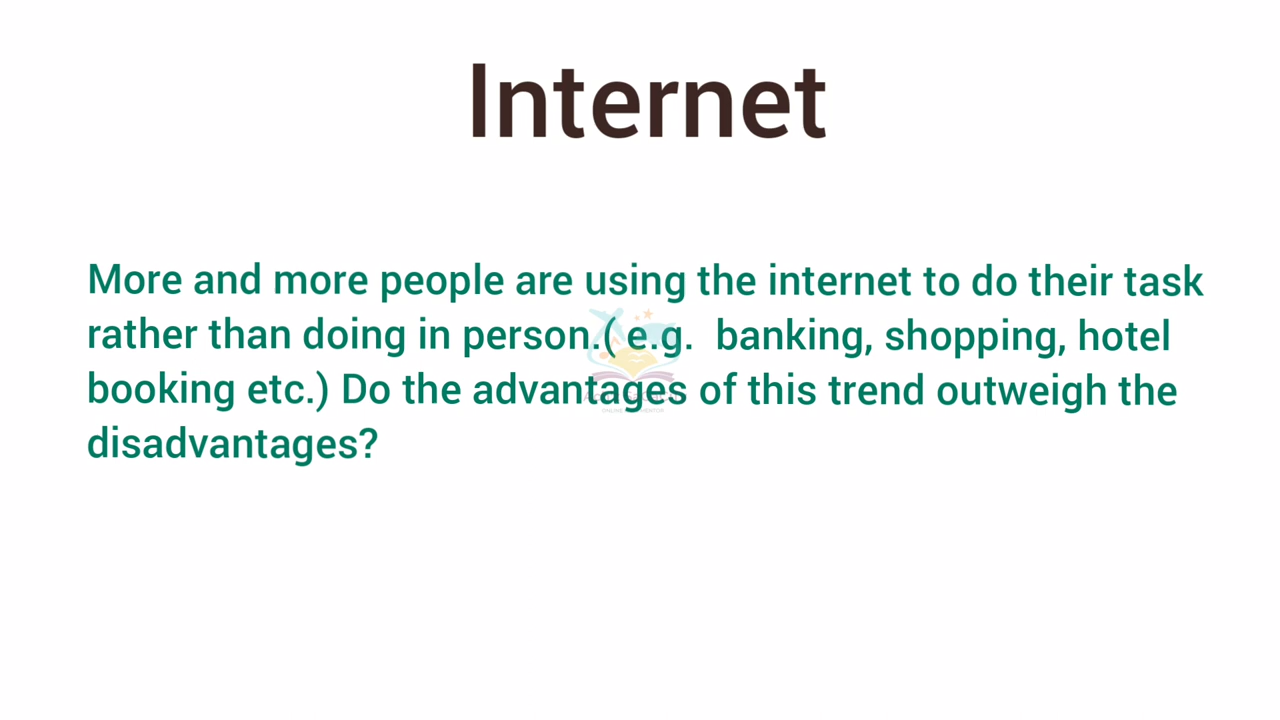 Internet
More and more people are using the internet to do their task
rather than doing in person.( e.g. banking, shopping, hotel
booking etc.) Do the advantages of this trend outweigh the
disadvantages?